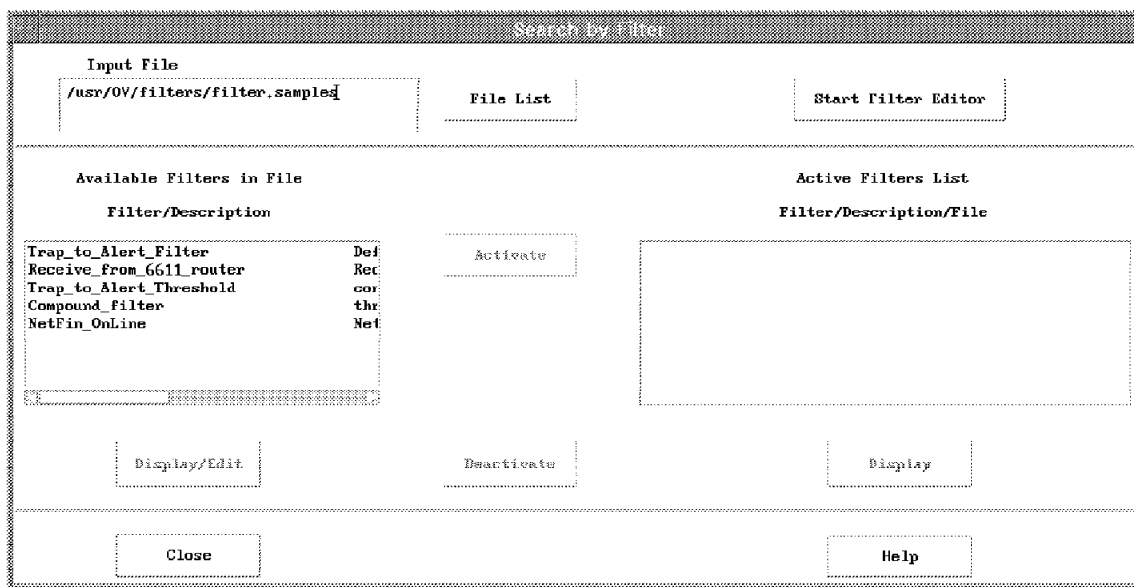 Search by Filter
Input File
/usr/OV/filters/filter.samples
File List
Start Filter Editor
Available Filters in File
Active Filters List
Filter/Description
Filter/Description/File
Trap_to_Alert_Filter Def
Receive_from_6611_router Rec
Trap_to_Alert_Threshold con
Compound_filter thr
NetFin_OnLine Net
Activate
Display/Edit
Deactivate
Display
Close
Help